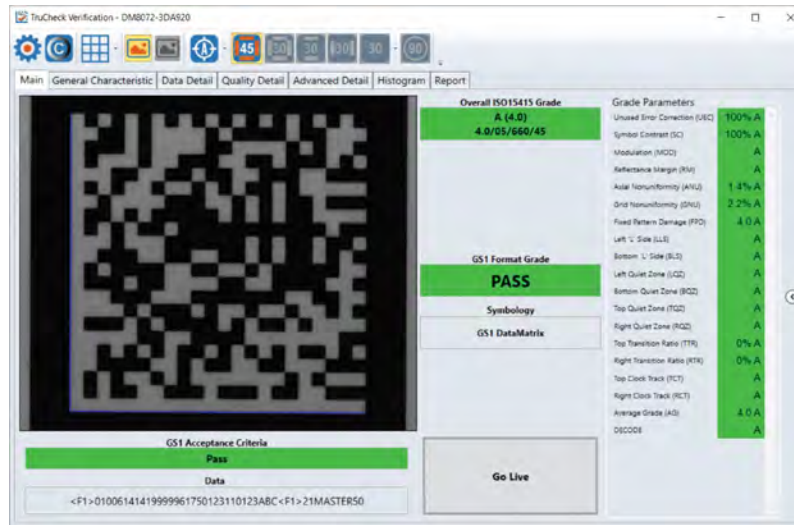 TruCheck Verification - DM8072-3DA920
45 30 30 30 30 90
Main General Characteristic Data Detail Quality Detail Advanced Detail Histogram Report
Overall ISO15415 Grade
A (4.0)
4.0/05/660/45
GS1 Format Grade
PASS
Symbology
GS1 DataMatrix
Go Live
Grade Parameters
Unused Error Correction (UEC) 100% A
Symbol Contrast (SC) 100% A
Modulation (MOD) A
Reflectance Margin (RM) A
Axial Nonuniformity (ANU) 1.4% A
Grid Nonuniformity (GNU) 2.2% A
Fixed Pattern Damage (FPD) 4.0 A
Left 'L' Side (LLS) A
Bottom 'L' Side (BLS) A
Left Quiet Zone (LQZ) A
Bottom Quiet Zone (BQZ) A
Top Quiet Zone (TQZ) A
Right Quiet Zone (RQZ) A
Top Transition Ratio (TTR) 0% A
Right Transition Ratio (RTR) 0% A
Top Clock Track (TCT) A
Right Clock Track (RCT) A
Average Grade (AG) 4.0 A
DECODE A
GS1 Acceptance Criteria
Pass
Data
<F1>010061414199999617501231​10123ABC<F1>21MASTER50